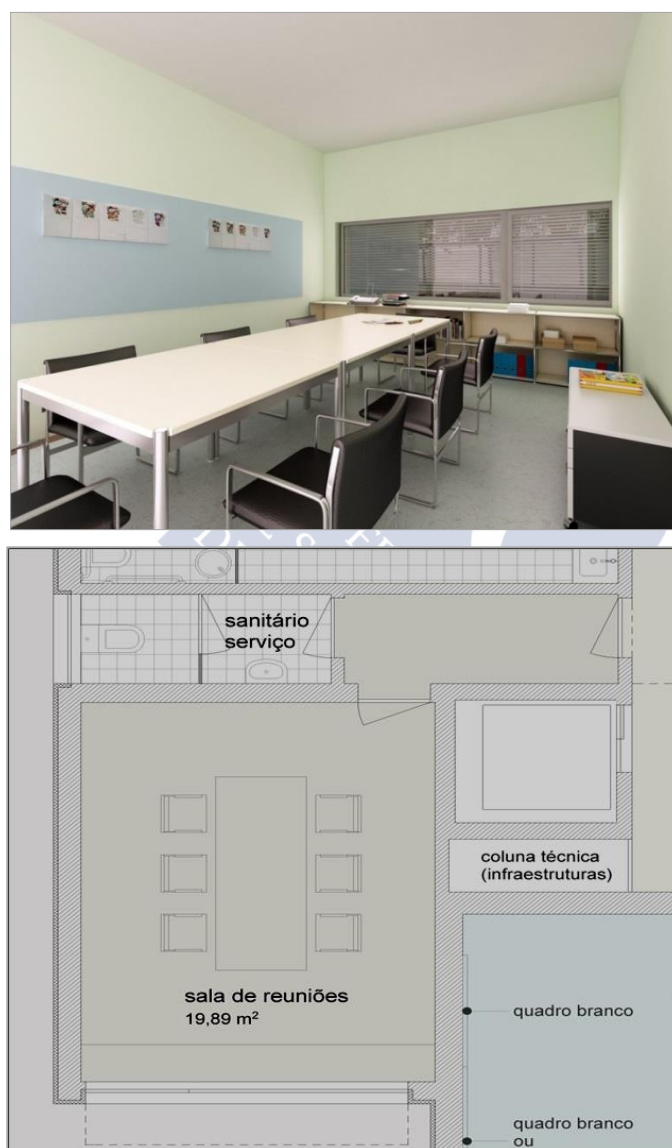 sanitário
serviço
coluna técnica
(infraestruturas)
sala de reuniões
19,89 m²
quadro branco
quadro branco
ou